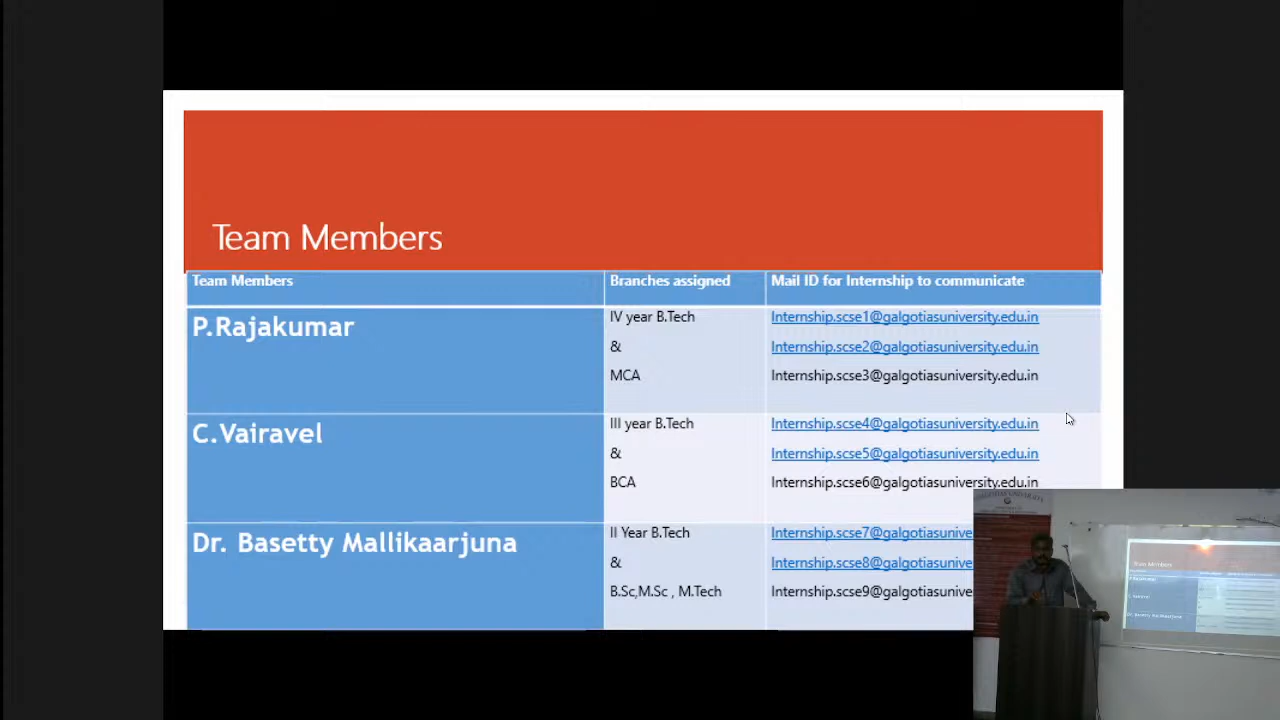 Team Members
Team Members Branches assigned Mail ID for Internship to communicate
P.Rajakumar IV year B.Tech Internship.scse1@galgotiasuniversity.edu.in
& Internship.scse2@galgotiasuniversity.edu.in
MCA Internship.scse3@galgotiasuniversity.edu.in
C.Vairavel III year B.Tech Internship.scse4@galgotiasuniversity.edu.in
& Internship.scse5@galgotiasuniversity.edu.in
BCA Internship.scse6@galgotiasuniversity.edu.in
Dr. Basetty Mallikaarjuna II Year B.Tech Internship.scse7@galgotiasunive
& Internship.scse8@galgotiasunive
B.Sc,M.Sc , M.Tech Internship.scse9@galgotiasunive
Team Members